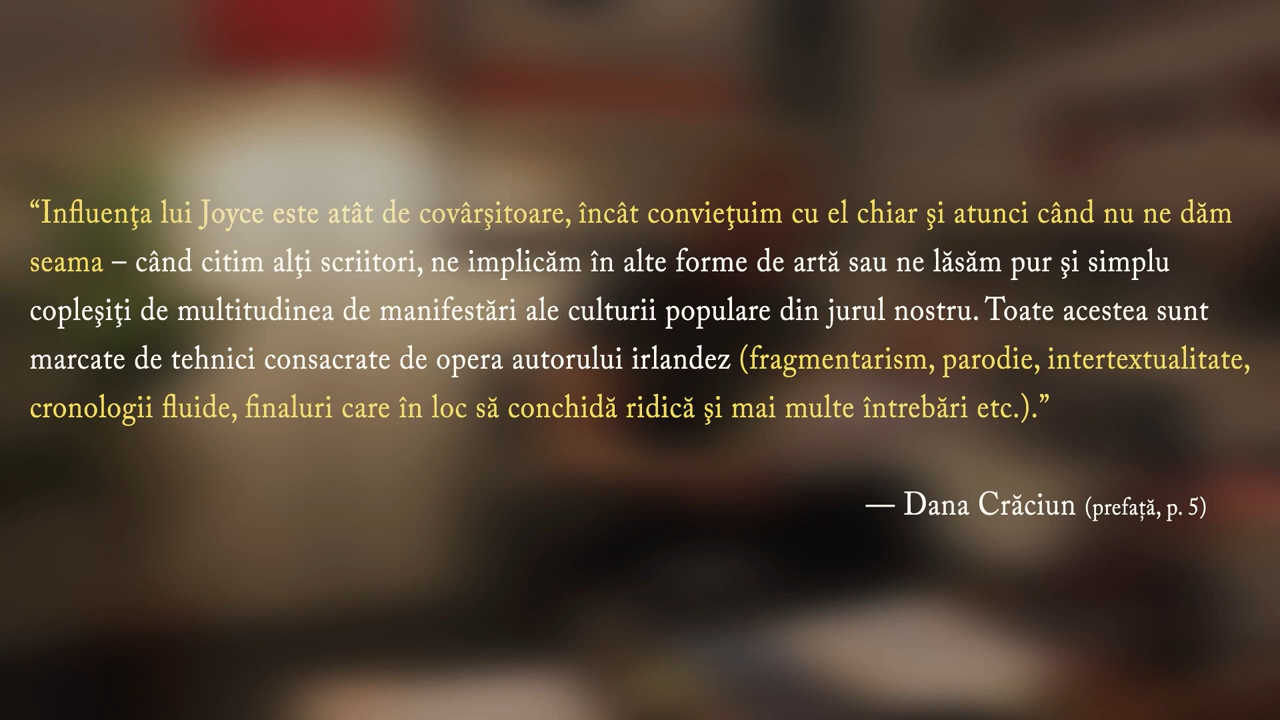 “Influenţa lui Joyce este atât de covârşitoare, încât convieţuim cu el chiar şi atunci când nu ne dăm
seama – când citim alţi scriitori, ne implicăm în alte forme de artă sau ne lăsăm pur şi simplu
copleşiţi de multitudinea de manifestări ale culturii populare din jurul nostru. Toate acestea sunt
marcate de tehnici consacrate de opera autorului irlandez (fragmentarism, parodie, intertextualitate,
cronologii fluide, finaluri care în loc să conchidă ridică şi mai multe întrebări etc.).”
— Dana Crăciun (prefață, p. 5)